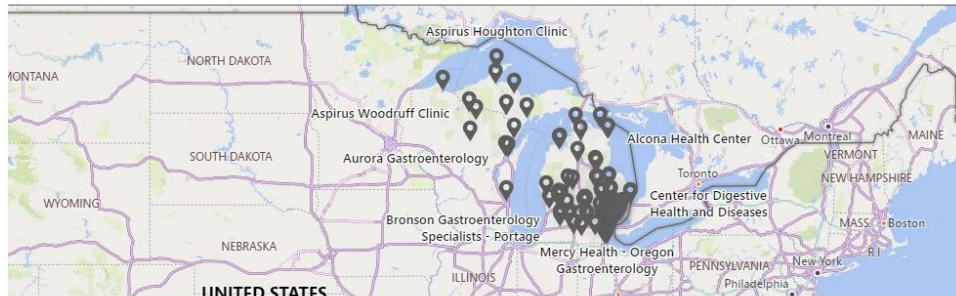 Aspirus Houghton Clinic
NORTH DAKOTA
MONTANA
Aspirus Woodruff Clinic
Alcona Health Center
Ottawa
Montreal
MAINE
Aurora Gastroenterology
SOUTH DAKOTA
VERMONT
Toronto
NEW HAMPSHIRE
WYOMING
Center for Digestive
Health and Diseases
Bronson Gastroenterology
Specialists - Portage
MASS.
Boston
NEBRASKA
Mercy Health - Oregon
Gastroenterology
R.I.
PENNSYLVANIA
New York
ILLINOIS
Philadelphia
UNITED STATES